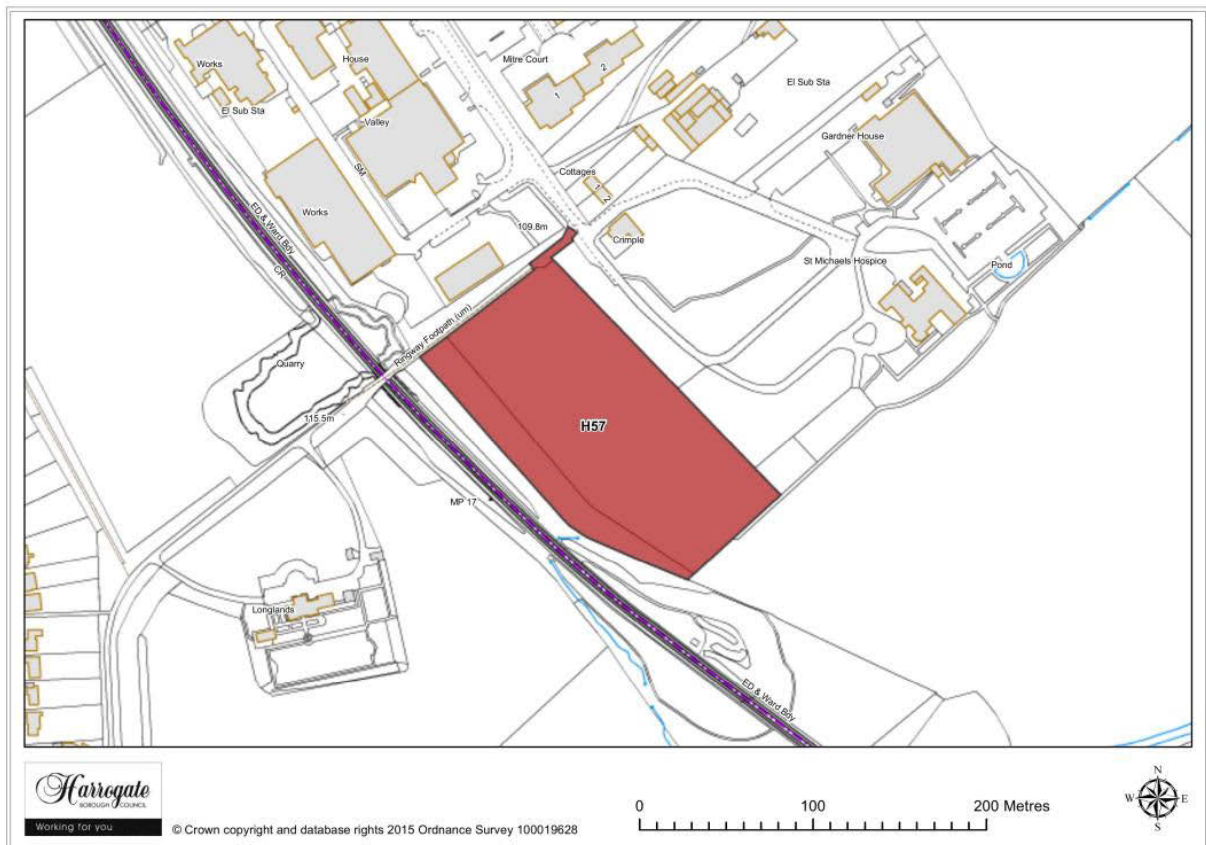 Works
House
Mitre Court
2
1
El Sub Sta
El Sub Sta
Valley
Gardner House
SM
Cottages
1
2
Works
ED & Ward Bdy
CR
109.8m
Crimple
St Michaels Hospice
Pond
Ringway Footpath (um)
Quarry
115.5m
H57
MP 17
Longlands
ED & Ward Bdy
Harrogate
BOROUGH COUNCIL
Working for you
© Crown copyright and database rights 2015 Ordnance Survey 100019628
0 100 200 Metres
N
W E
S